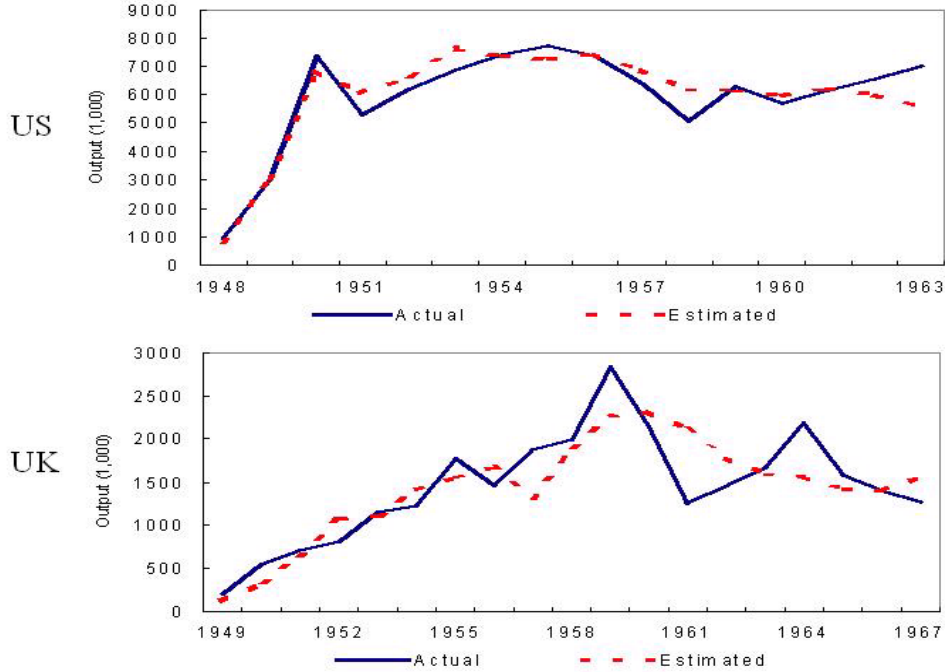 US
Output (1,000)
9000
8000
7000
6000
5000
4000
3000
2000
1000
0
1948 1951 1954 1957 1960 1963
Actual Estimated
UK
Output (1,000)
3000
2500
2000
1500
1000
500
0
1949 1952 1955 1958 1961 1964 1967
Actual Estimated